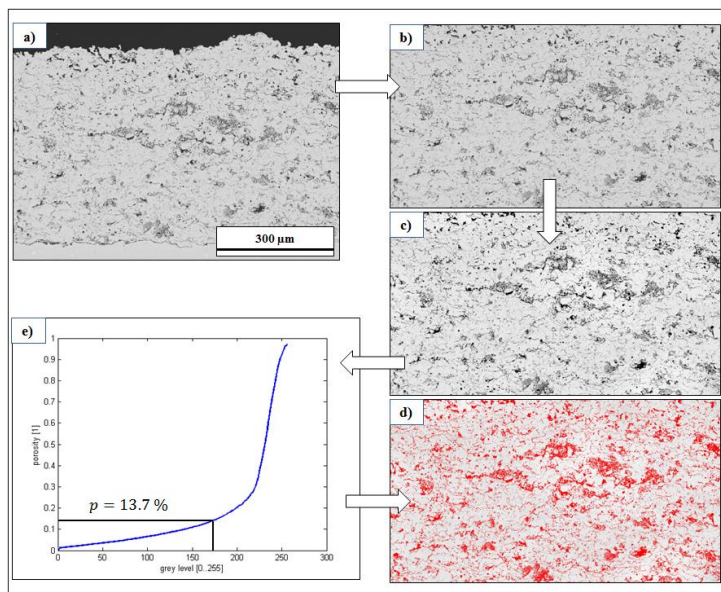 a)
300 µm
b)
c)
d)
e)
1
0.9
0.8
0.7
0.6
0.5
0.4
0.3
0.2
0.1
0
porosity [1]
p = 13.7 %
0 50 100 150 200 250 300
grey level [0..255]